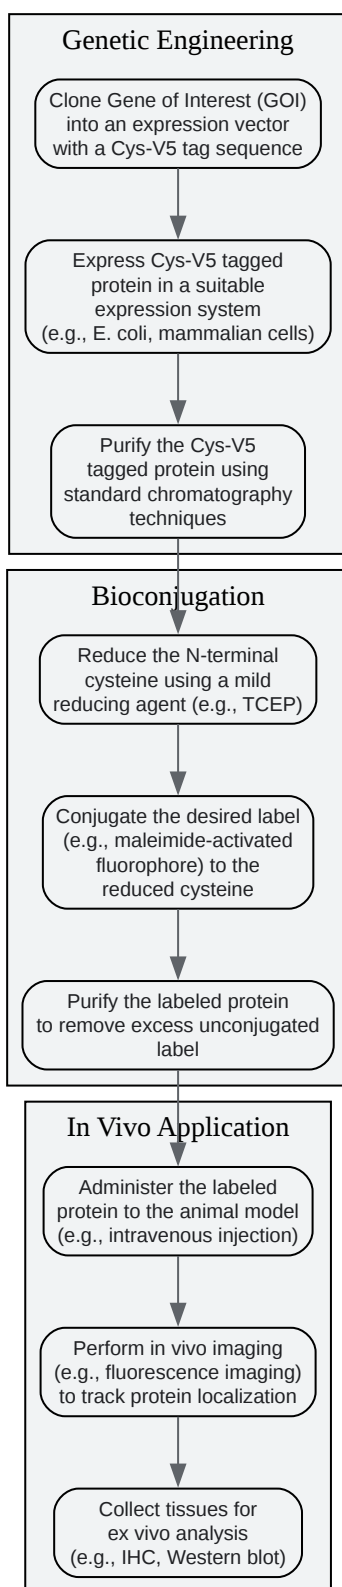 Genetic Engineering
Clone Gene of Interest (GOI)
into an expression vector
with a Cys-V5 tag sequence
Express Cys-V5 tagged
protein in a suitable
expression system
(e.g., E. coli, mammalian cells)
Purify the Cys-V5
tagged protein using
standard chromatography
techniques
Bioconjugation
Reduce the N-terminal
cysteine using a mild
reducing agent (e.g., TCEP)
Conjugate the desired label
(e.g., maleimide-activated
fluorophore) to the
reduced cysteine
Purify the labeled protein
to remove excess unconjugated
label
In Vivo Application
Administer the labeled
protein to the animal model
(e.g., intravenous injection)
Perform in vivo imaging
(e.g., fluorescence imaging)
to track protein localization
Collect tissues for
ex vivo analysis
(e.g., IHC, Western blot)